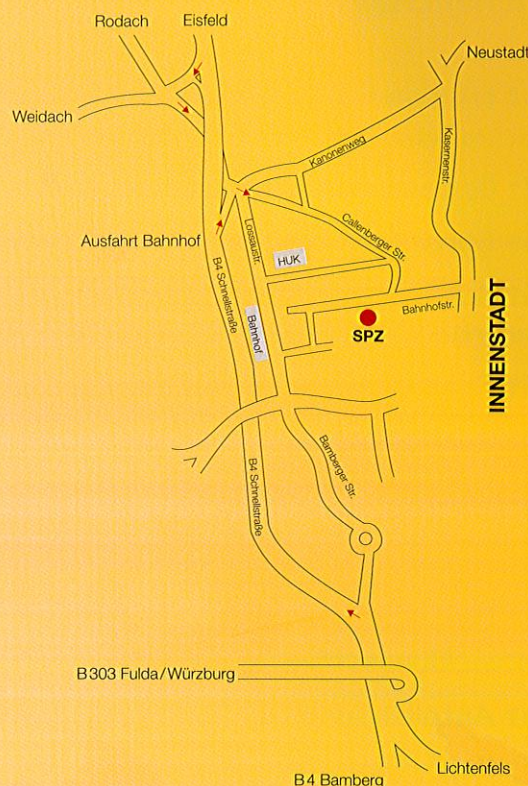 Rodach
Eisfeld
Neustadt
Weidach
Kanonenweg
Kasernenstr.
Callenberger Str.
Lossaustr.
Ausfahrt Bahnhof
HUK
B4 Schnellstraße
Bahnhof
Bahnhofstr.
SPZ
INNENSTADT
Bamberger Str.
B4 Schnellstraße
B303 Fulda/Würzburg
Lichtenfels
B4 Bamberg